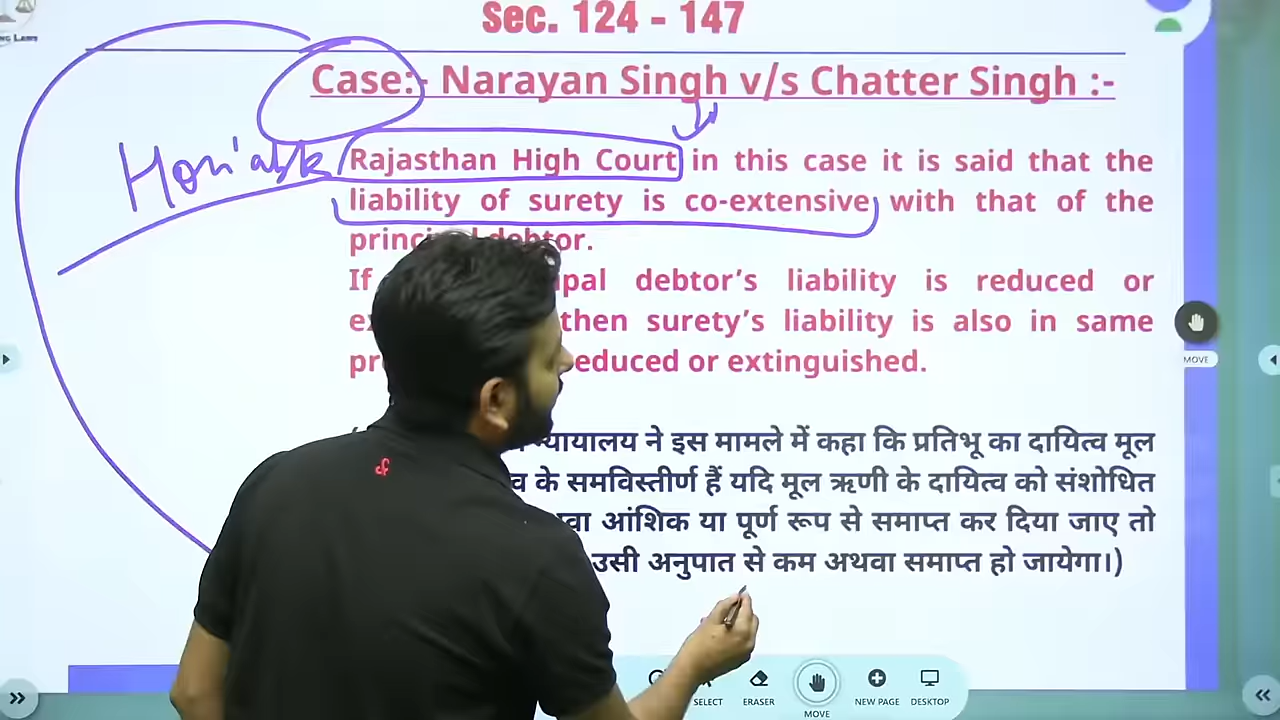 Sec. 124 - 147
Case:- Narayan Singh v/s Chatter Singh :-
Hon'able Rajasthan High Court in this case it is said that the
liability of surety is co-extensive with that of the
debtor.
If debtor's liability is reduced or
then surety's liability is also in same
reduced or extinguished.
न्यायालय ने इस मामले में कहा कि प्रतिभू का दायित्व मूल
के समविस्तीर्ण हैं यदि मूल ऋणी के दायित्व को संशोधित
आंशिक या पूर्ण रूप से समाप्त कर दिया जाए तो
उसी अनुपात से कम अथवा समाप्त हो जायेगा।)
MOVE
SELECT ERASER MOVE NEW PAGE DESKTOP